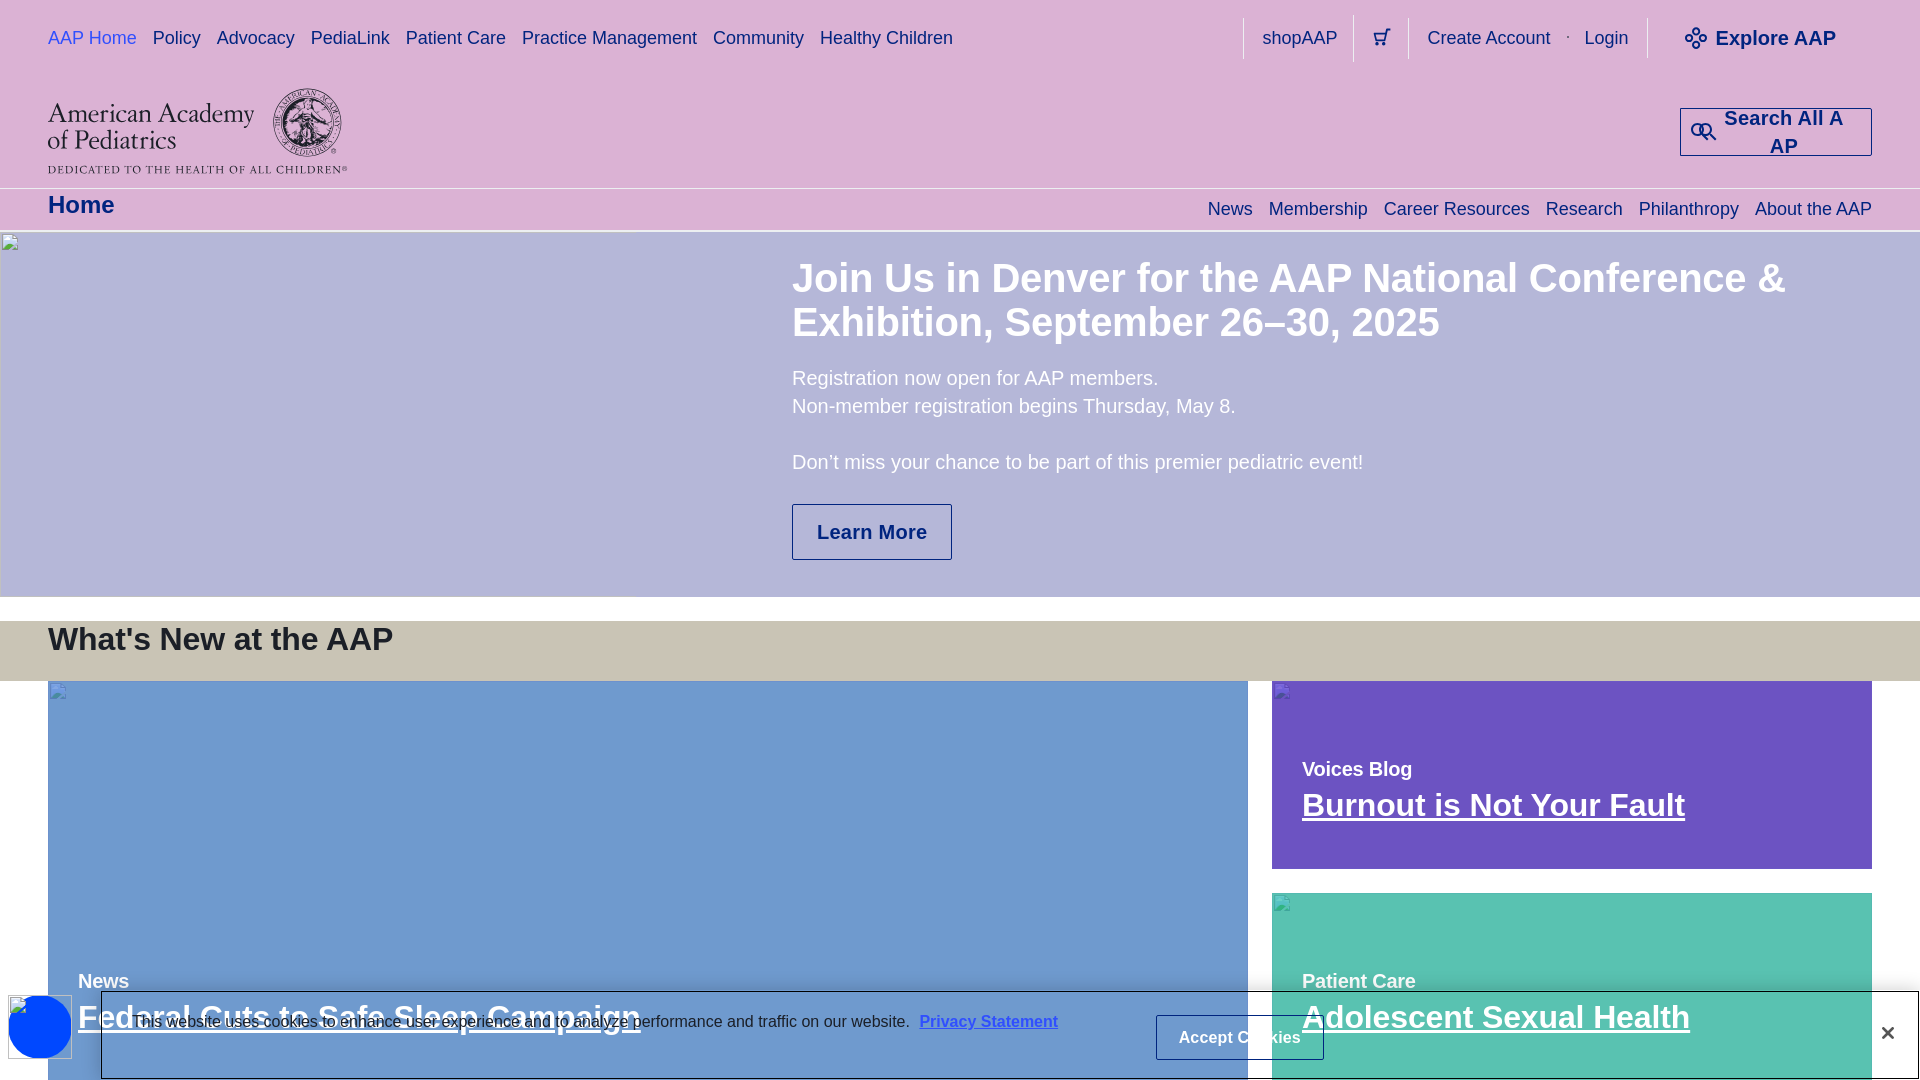 AAP Home Policy Advocacy PediaLink Patient Care Practice Management Community Healthy Children
shopAAP Create Account · Login Explore AAP
American Academy
of Pediatrics
DEDICATED TO THE HEALTH OF ALL CHILDREN®
AMERICAN ACADEMY OF PEDIATRICS
Search All A
AP
Home
News Membership Career Resources Research Philanthropy About the AAP
Join Us in Denver for the AAP National Conference &
Exhibition, September 26–30, 2025
Registration now open for AAP members.
Non-member registration begins Thursday, May 8.
Don’t miss your chance to be part of this premier pediatric event!
Learn More
What's New at the AAP
Voices Blog
Burnout is Not Your Fault
News
Federal Cuts to Safe Sleep Campaign
Patient Care
Adolescent Sexual Health
This website uses cookies to enhance user experience and to analyze performance and traffic on our website. Privacy Statement
Accept Cookies